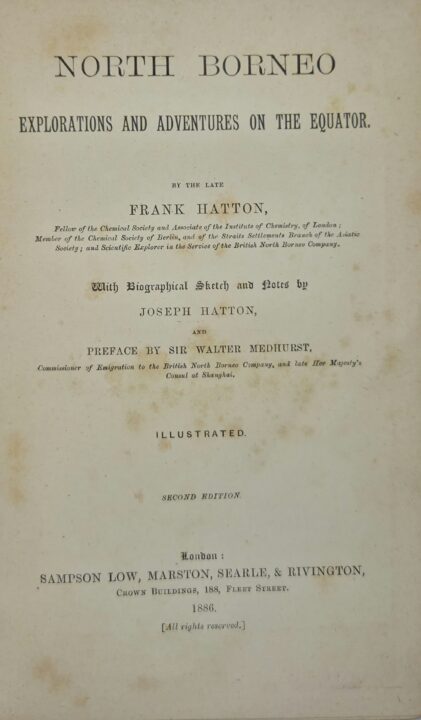 NORTH BORNEO
EXPLORATIONS AND ADVENTURES ON THE EQUATOR.
BY THE LATE
FRANK HATTON,
Fellow of the Chemical Society and Associate of the Institute of Chemistry, of London;
Member of the Chemical Society of Berlin, and of the Straits Settlements Branch of the Asiatic
Society; and Scientific Explorer in the Service of the British North Borneo Company.
With Biographical Sketch and Notes by
JOSEPH HATTON,
AND
PREFACE BY SIR WALTER MEDHURST,
Commissioner of Emigration to the British North Borneo Company, and late Her Majesty's
Consul at Shanghai.
ILLUSTRATED.
SECOND EDITION.
London:
SAMPSON LOW, MARSTON, SEARLE, & RIVINGTON,
CROWN BUILDINGS, 188, FLEET STREET.
1886.
[All rights reserved.]